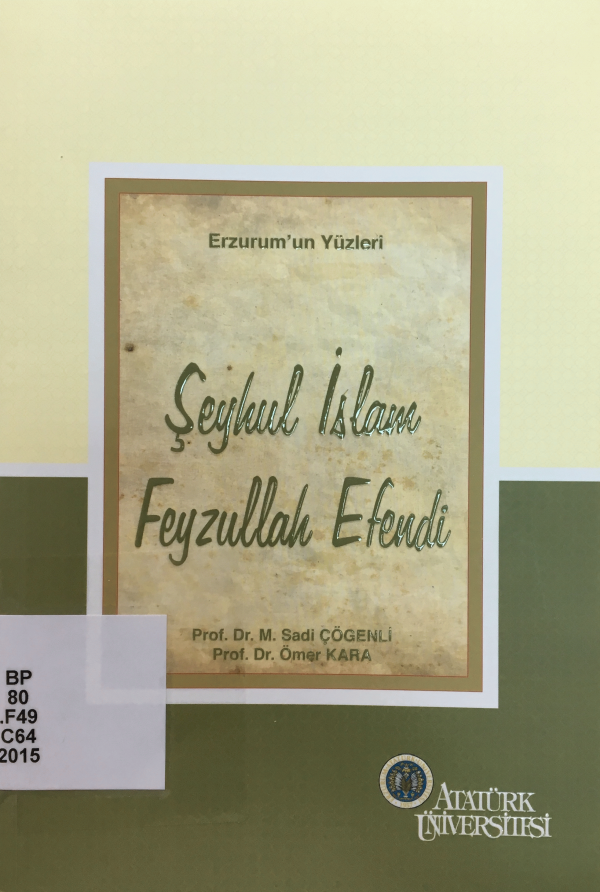 Erzurum'un Yüzleri
Şeyhul İslam
Feyzullah Efendi
Prof. Dr. M. Sadi ÇÖGENLİ
Prof. Dr. Ömer KARA
BP
80
.F49
C64
2015
ATATÜRK
ÜNİVERSİTESİ